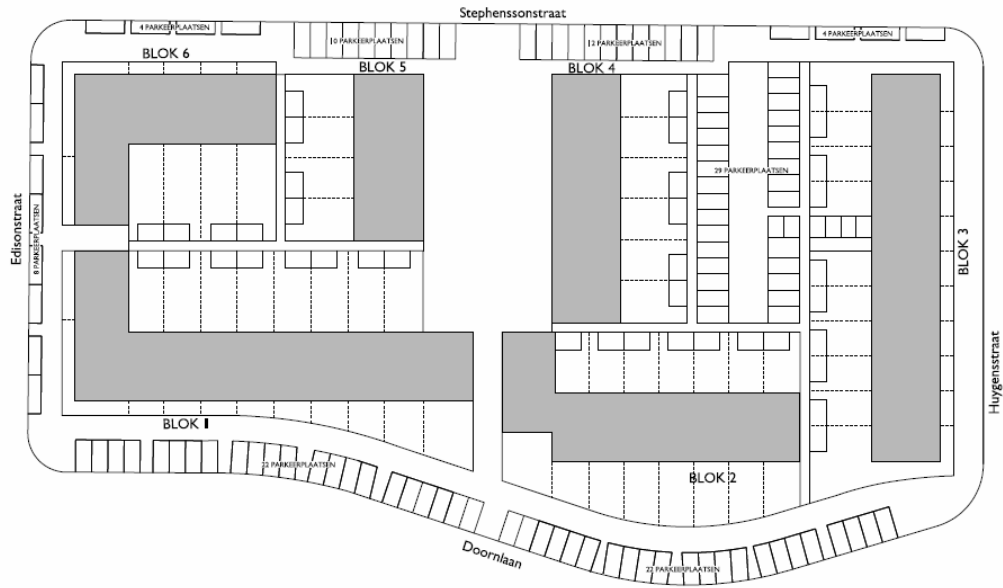 Stephenssonstraat
4 PARKEERPLAATSEN
10 PARKEERPLAATSEN
12 PARKEERPLAATSEN
4 PARKEERPLAATSEN
BLOK 6
BLOK 5
BLOK 4
29 PARKEERPLAATSEN
Edisonstraat
8 PARKEERPLAATSEN
BLOK 3
Huygensstraat
BLOK 1
22 PARKEERPLAATSEN
BLOK 2
Doornlaan
22 PARKEERPLAATSEN